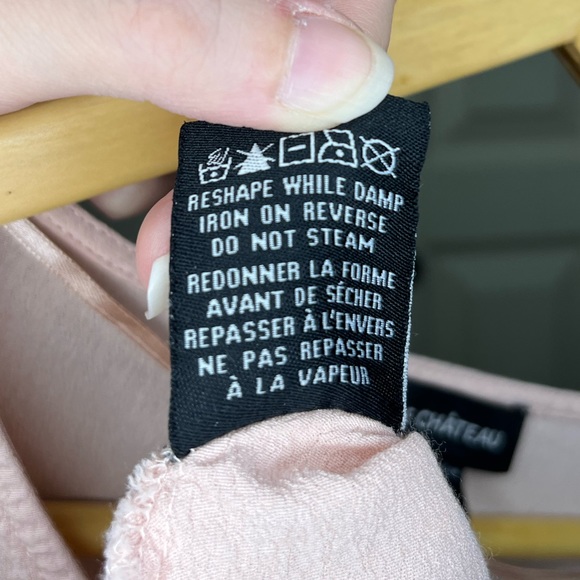 RESHAPE WHILE DAMP
IRON ON REVERSE
DO NOT STEAM
REDONNER LA FORME
AVANT DE SÉCHER
REPASSER À L'ENVERS
NE PAS REPASSER
À LA VAPEUR
CHÂTEAU